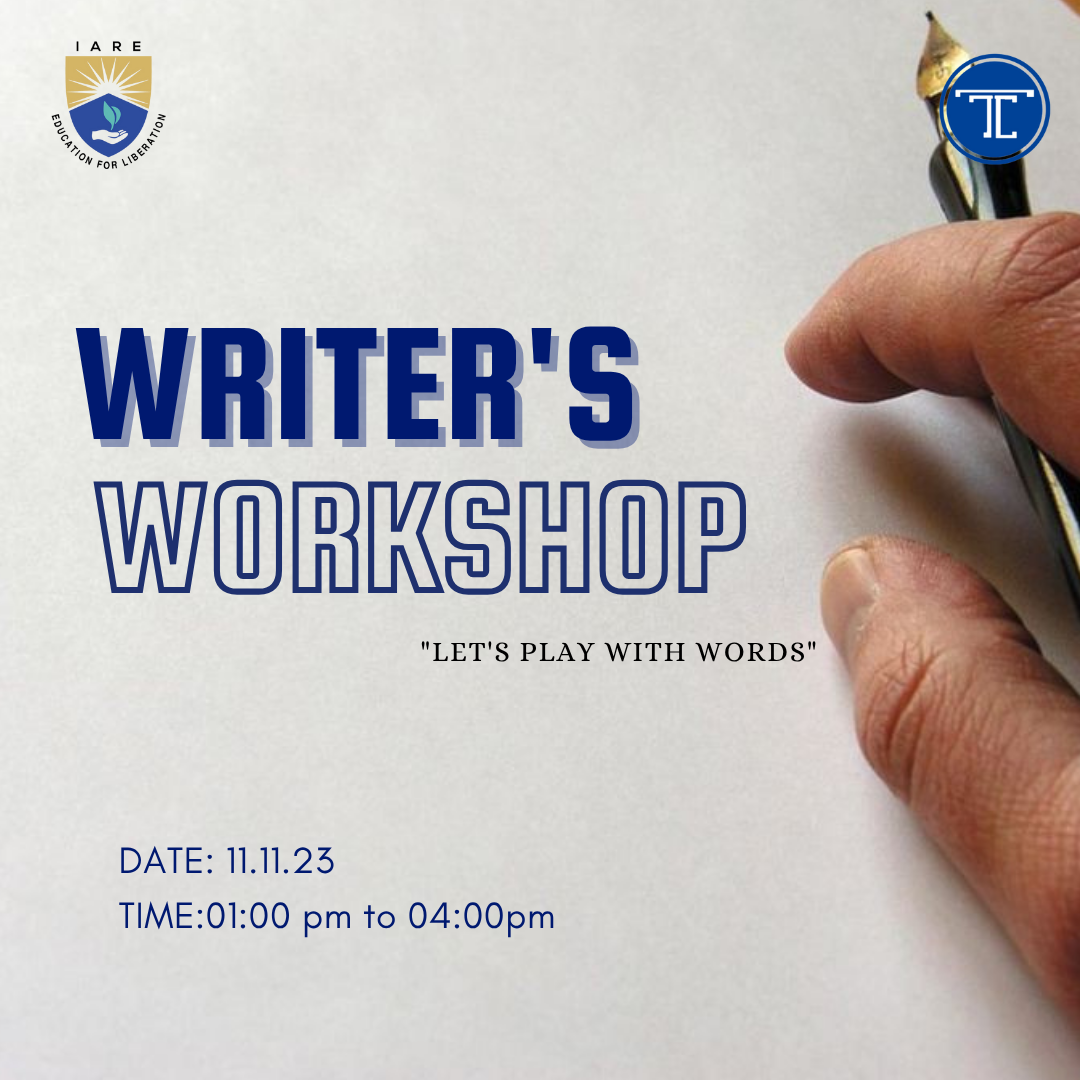 IARE
EDUCATION FOR LIBERATION
TC
WRITER'S
WORKSHOP
"LET'S PLAY WITH WORDS"
DATE: 11.11.23
TIME:01:00 pm to 04:00pm